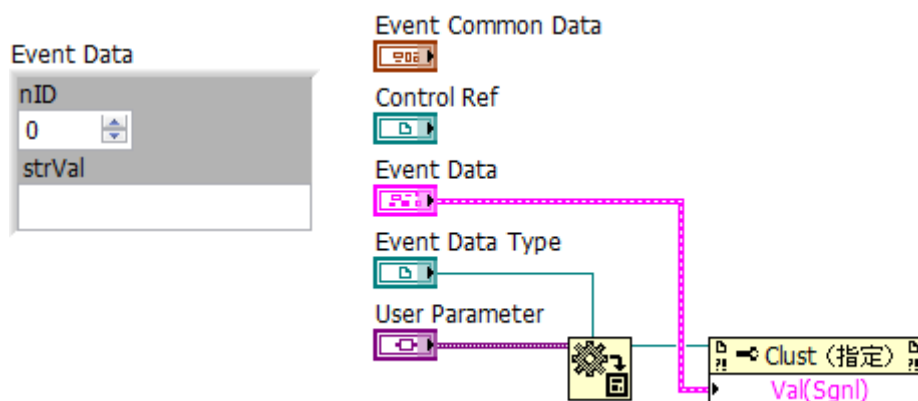 Event Data
nID
0
strVal
Event Common Data
Control Ref
Event Data
Event Data Type
User Parameter
?! Clust（指定） ?!
Val(Sgnl)